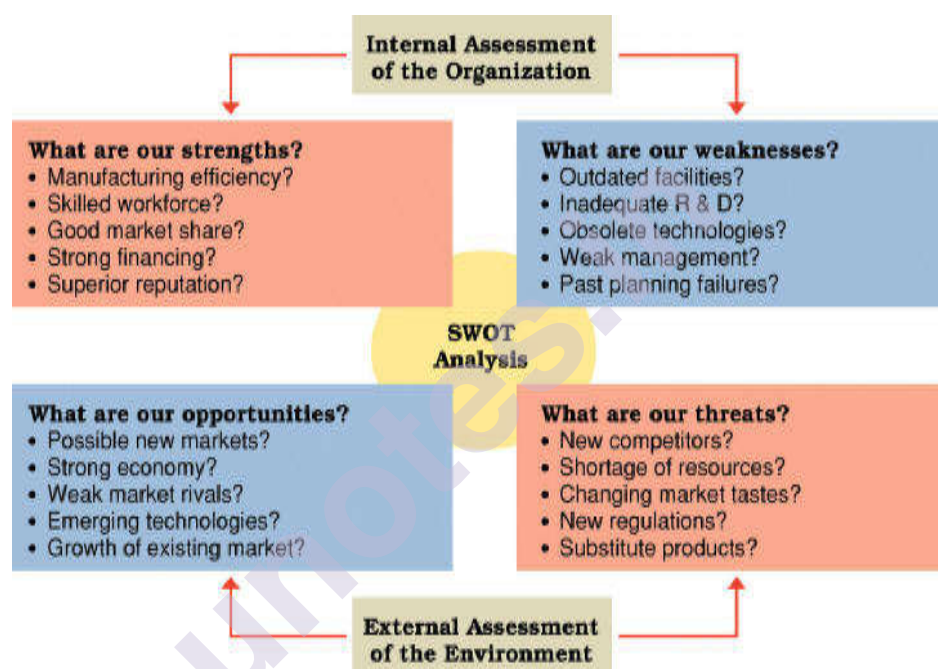 Internal Assessment
of the Organization
What are our strengths?
• Manufacturing efficiency?
• Skilled workforce?
• Good market share?
• Strong financing?
• Superior reputation?
What are our weaknesses?
• Outdated facilities?
• Inadequate R & D?
• Obsolete technologies?
• Weak management?
• Past planning failures?
SWOT
Analysis
What are our opportunities?
• Possible new markets?
• Strong economy?
• Weak market rivals?
• Emerging technologies?
• Growth of existing market?
What are our threats?
• New competitors?
• Shortage of resources?
• Changing market tastes?
• New regulations?
• Substitute products?
External Assessment
of the Environment